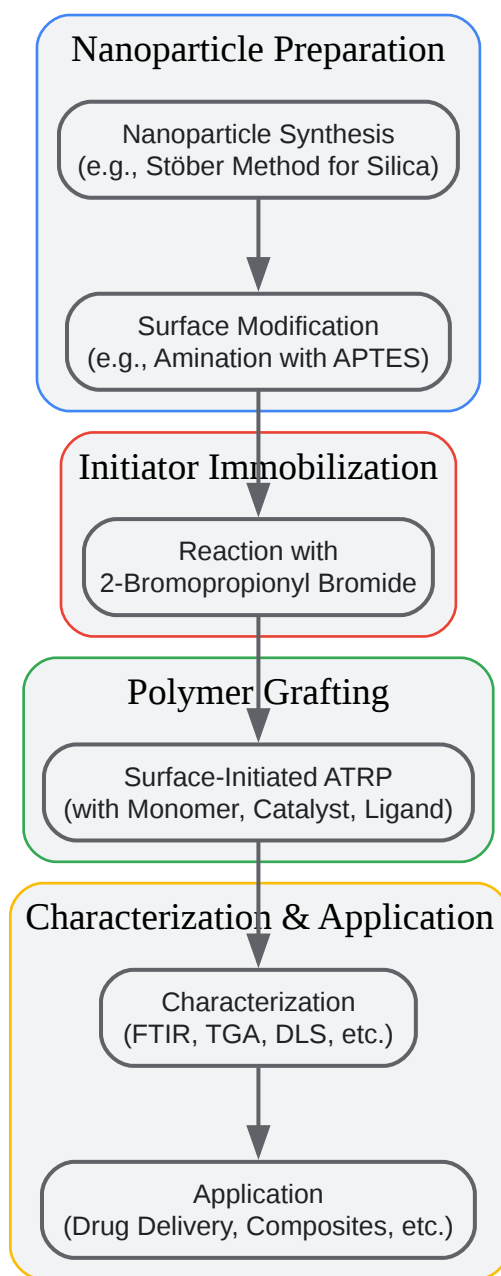 Nanoparticle Preparation
Nanoparticle Synthesis
(e.g., Stöber Method for Silica)
Surface Modification
(e.g., Amination with APTES)
Initiator Immobilization
Reaction with
2-Bromopropionyl Bromide
Polymer Grafting
Surface-Initiated ATRP
(with Monomer, Catalyst, Ligand)
Characterization & Application
Characterization
(FTIR, TGA, DLS, etc.)
Application
(Drug Delivery, Composites, etc.)